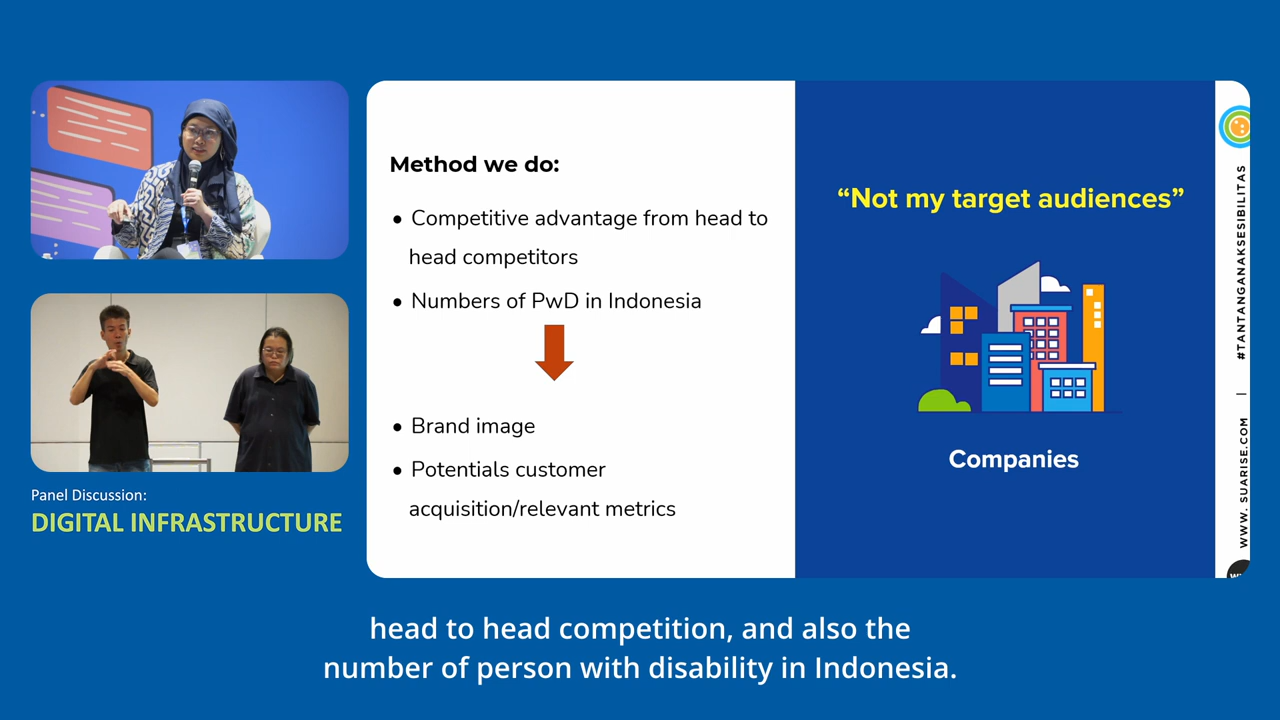 Panel Discussion:
DIGITAL INFRASTRUCTURE
Method we do:
• Competitive advantage from head to
head competitors
• Numbers of PwD in Indonesia
• Brand image
• Potentials customer
acquisition/relevant metrics
“Not my target audiences”
Companies
WWW. SUARISE.COM | #TANTANGANAKSESIBILITAS
head to head competition, and also the
number of person with disability in Indonesia.